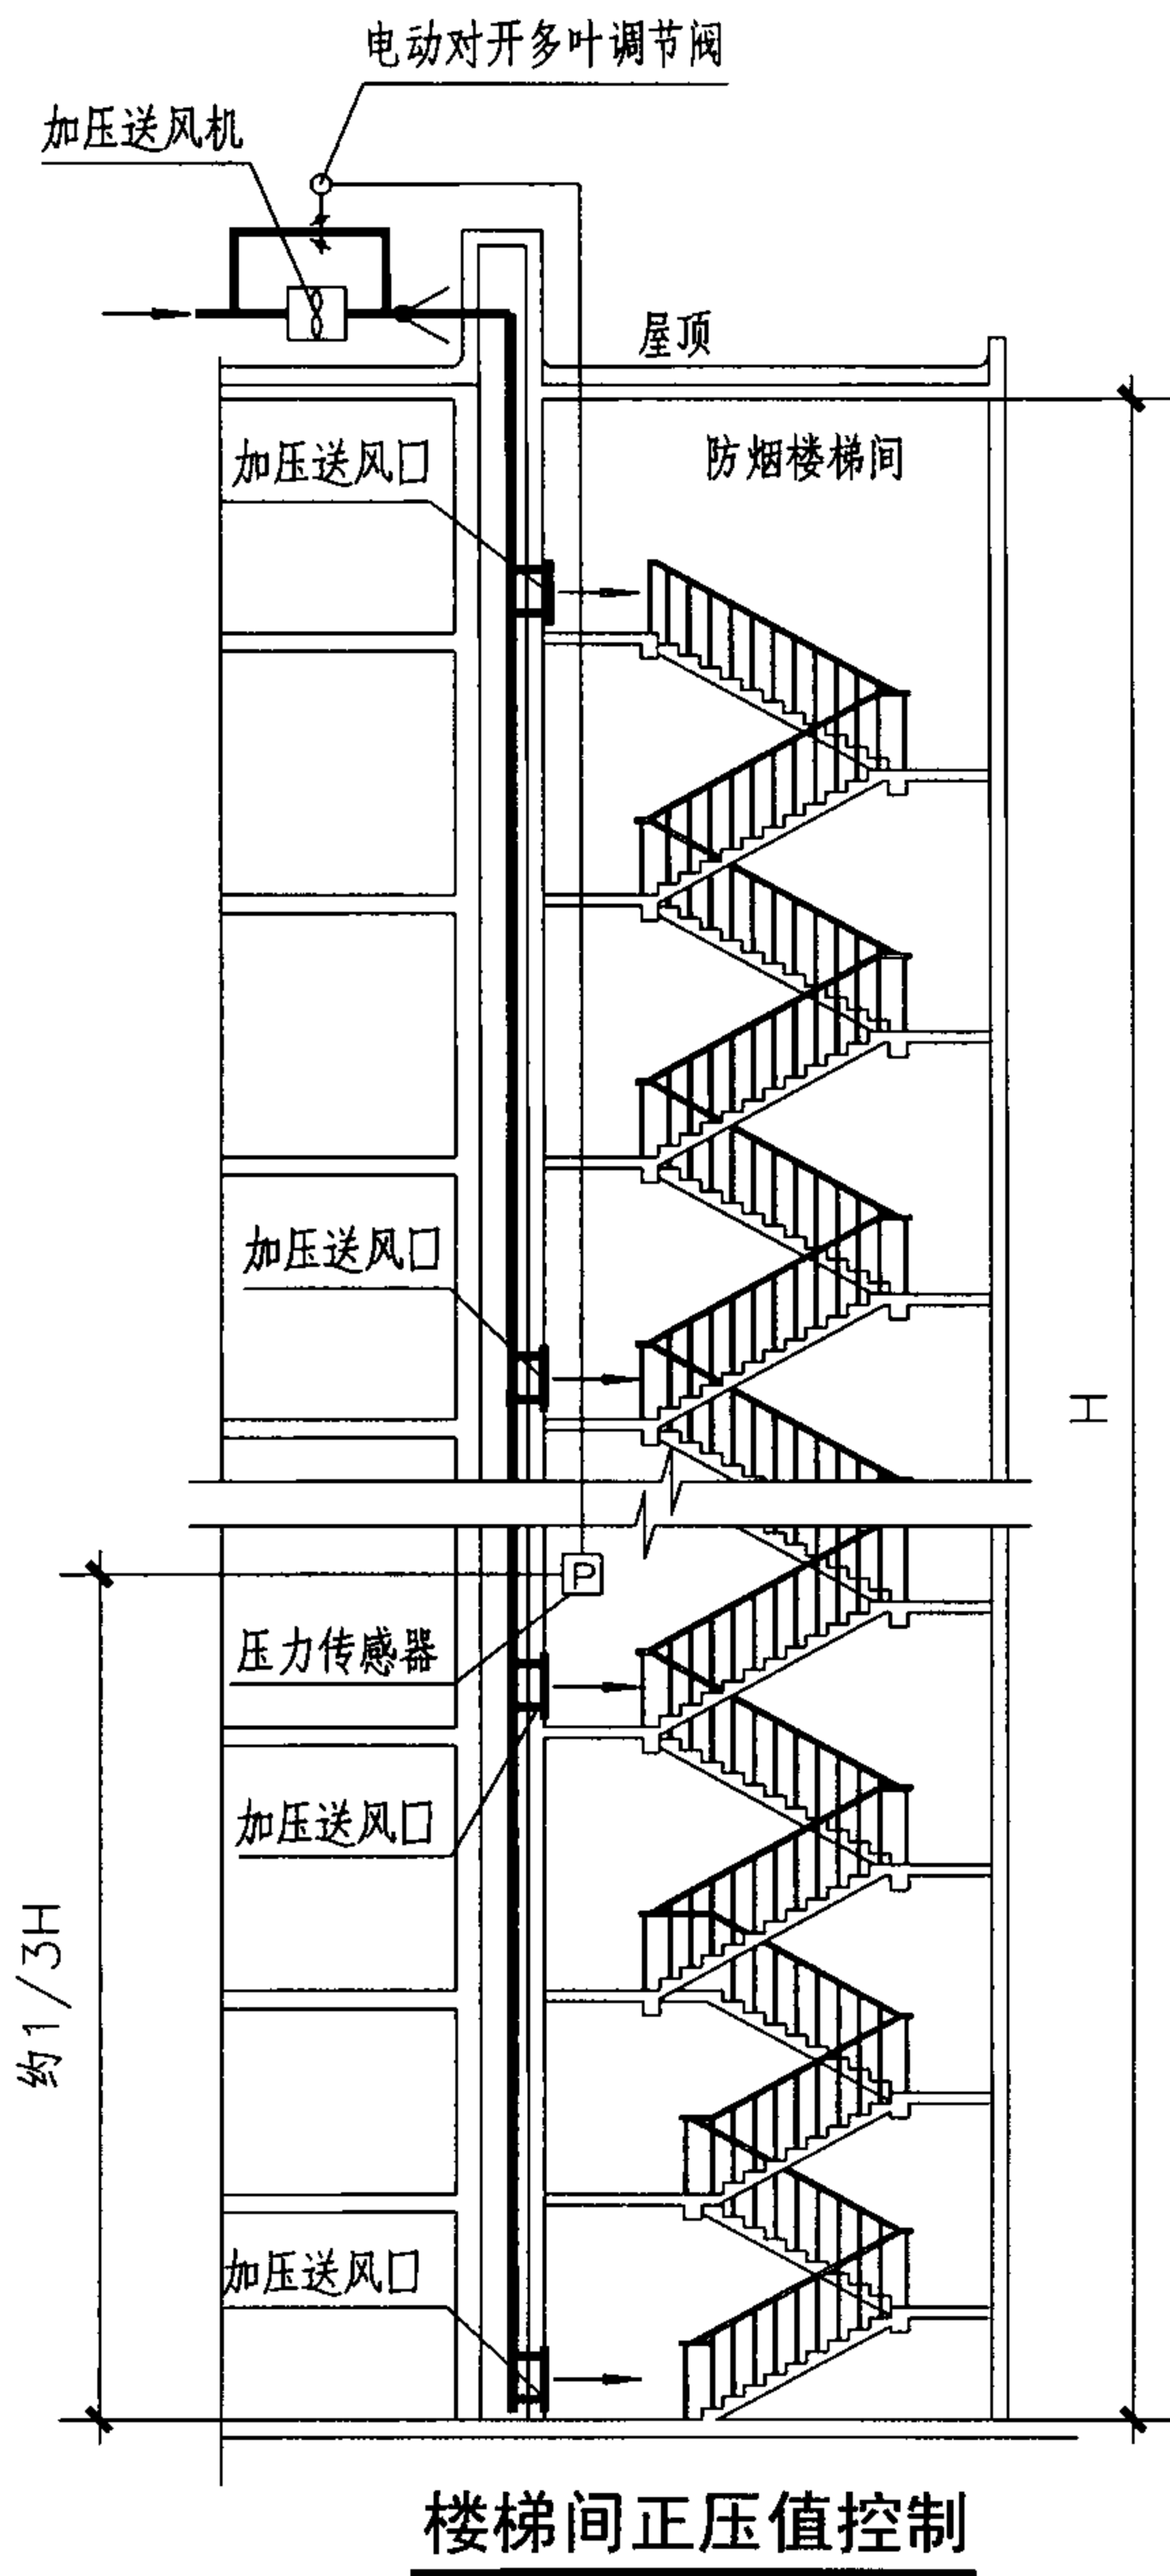 电动对开多叶调节阀
加压送风机
屋顶
加压送风口
防烟楼梯间
加压送风口
H
P
压力传感器
加压送风口
约1/3H
加压送风口
楼梯间正压值控制